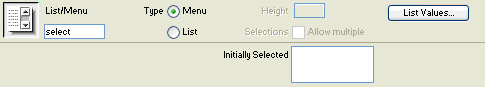 List/Menu Type Menu Height List Values...
select List Selections Allow multiple
Initially Selected